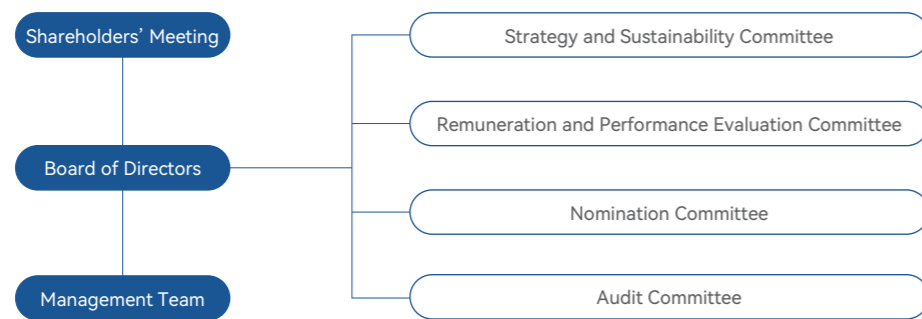 Shareholders’ Meeting
Board of Directors
Management Team
Strategy and Sustainability Committee
Remuneration and Performance Evaluation Committee
Nomination Committee
Audit Committee